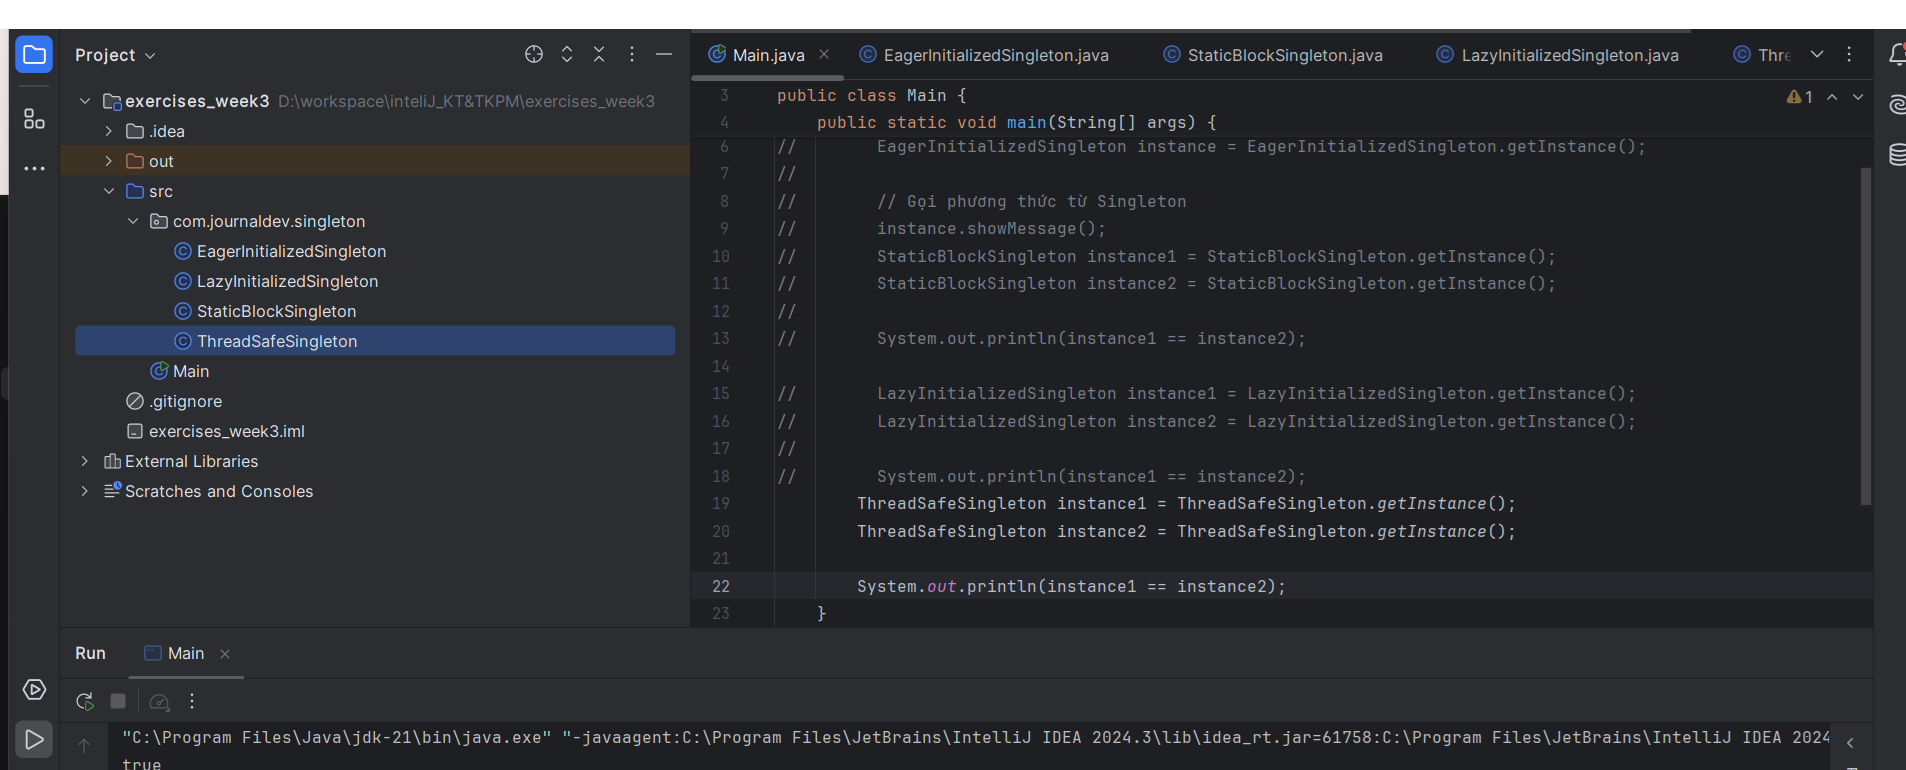 Project
exercises_week3 D:\workspace\inteliJ_KT&TKPM\exercises_week3
.idea
out
src
com.journaldev.singleton
EagerInitializedSingleton
LazyInitializedSingleton
StaticBlockSingleton
ThreadSafeSingleton
Main
.gitignore
exercises_week3.iml
External Libraries
Scratches and Consoles
Main.java EagerInitializedSingleton.java StaticBlockSingleton.java LazyInitializedSingleton.java Thre
1
3 public class Main {
4 public static void main(String[] args) {
6 // EagerInitializedSingleton instance = EagerInitializedSingleton.getInstance();
7 //
8 // // Gọi phương thức từ Singleton
9 // instance.showMessage();
10 // StaticBlockSingleton instance1 = StaticBlockSingleton.getInstance();
11 // StaticBlockSingleton instance2 = StaticBlockSingleton.getInstance();
12 //
13 // System.out.println(instance1 == instance2);
14
15 // LazyInitializedSingleton instance1 = LazyInitializedSingleton.getInstance();
16 // LazyInitializedSingleton instance2 = LazyInitializedSingleton.getInstance();
17 //
18 // System.out.println(instance1 == instance2);
19 ThreadSafeSingleton instance1 = ThreadSafeSingleton.getInstance();
20 ThreadSafeSingleton instance2 = ThreadSafeSingleton.getInstance();
21
22 System.out.println(instance1 == instance2);
23 }
Run Main
"C:\Program Files\Java\jdk-21\bin\java.exe" "-javaagent:C:\Program Files\JetBrains\IntelliJ IDEA 2024.3\lib\idea_rt.jar=61758:C:\Program Files\JetBrains\IntelliJ IDEA 2024
true